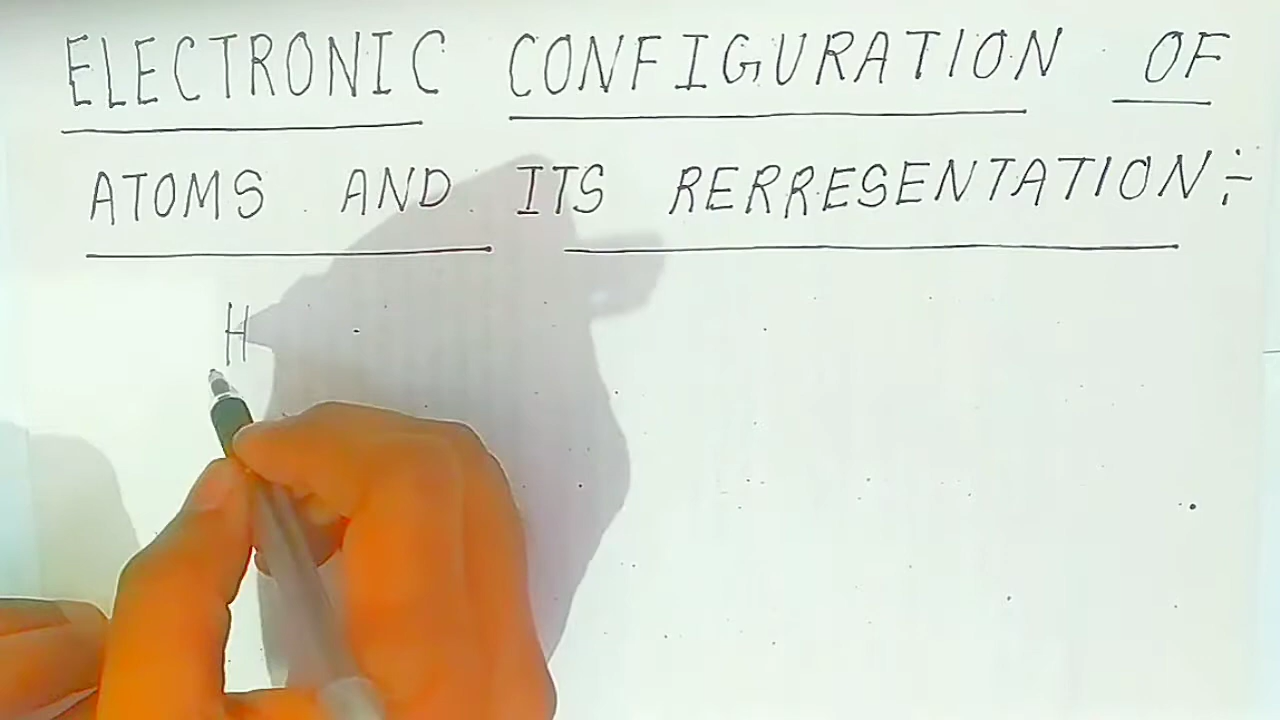 ELECTRONIC CONFIGURATION OF
ATOMS AND ITS RERRESENTATION÷
H